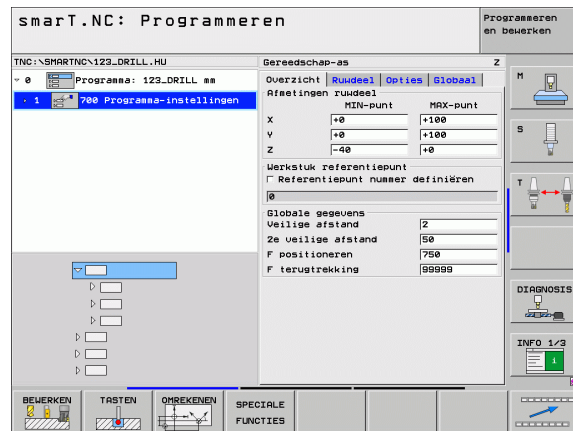 smarT.NC: Programmeren
Programmeren
en bewerken
TNC:\SMARTNC\123_DRILL.HU
0 Programma: 123_DRILL mm
1 700 Programma-instellingen
Gereedschap-as Z
Overzicht Ruwdeel Opties Globaal
Afmetingen ruwdeel
MIN-punt MAX-punt
X +0 +100
Y +0 +100
Z -40 +0
Werkstuk referentiepunt
Referentiepunt nummer definiëren
0
Globale gegevens
Veilige afstand 2
2e veilige afstand 50
F positioneren 750
F terugtrekking 99999
M
S
T
DIAGNOSIS
INFO 1/3
i
BEWERKEN
TASTEN
OMREKENEN
SPECIALE
FUNCTIES